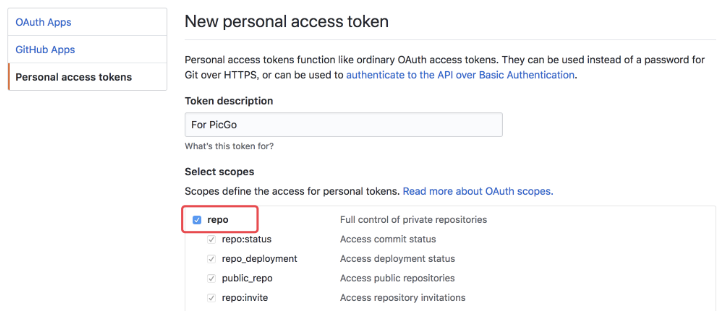 OAuth Apps
GitHub Apps
Personal access tokens
New personal access token
Personal access tokens function like ordinary OAuth access tokens. They can be used instead of a password for
Git over HTTPS, or can be used to authenticate to the API over Basic Authentication.
Token description
For PicGo
What's this token for?
Select scopes
Scopes define the access for personal tokens. Read more about OAuth scopes.
repo Full control of private repositories
repo:status Access commit status
repo_deployment Access deployment status
public_repo Access public repositories
repo:invite Access repository invitations